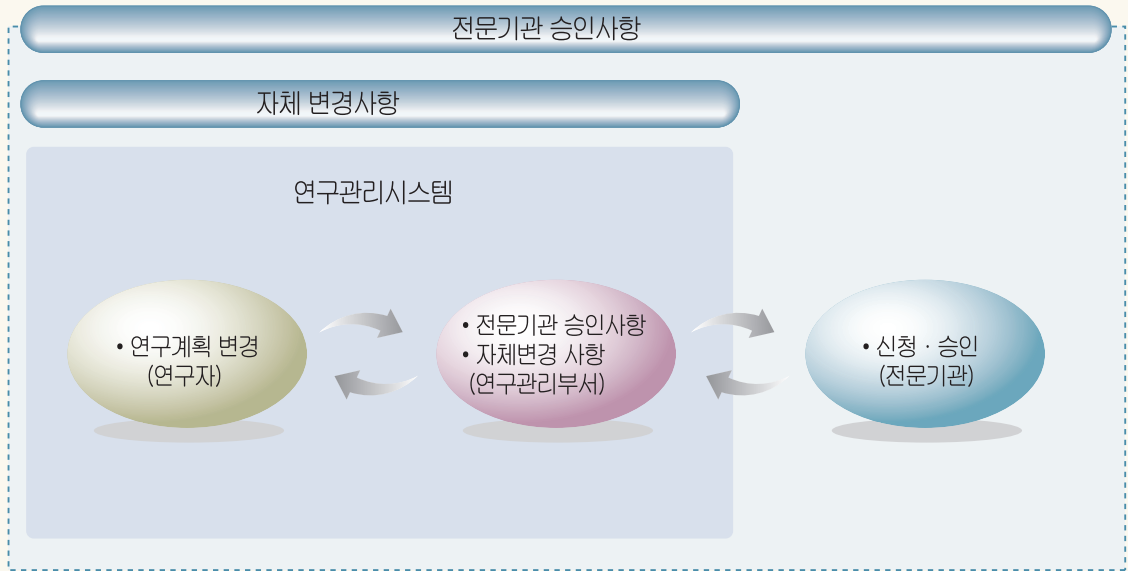 전문기관 승인사항
자체 변경사항
연구관리시스템
• 연구계획 변경
(연구자)
• 전문기관 승인사항
• 자체변경 사항
(연구관리부서)
• 신청 · 승인
(전문기관)